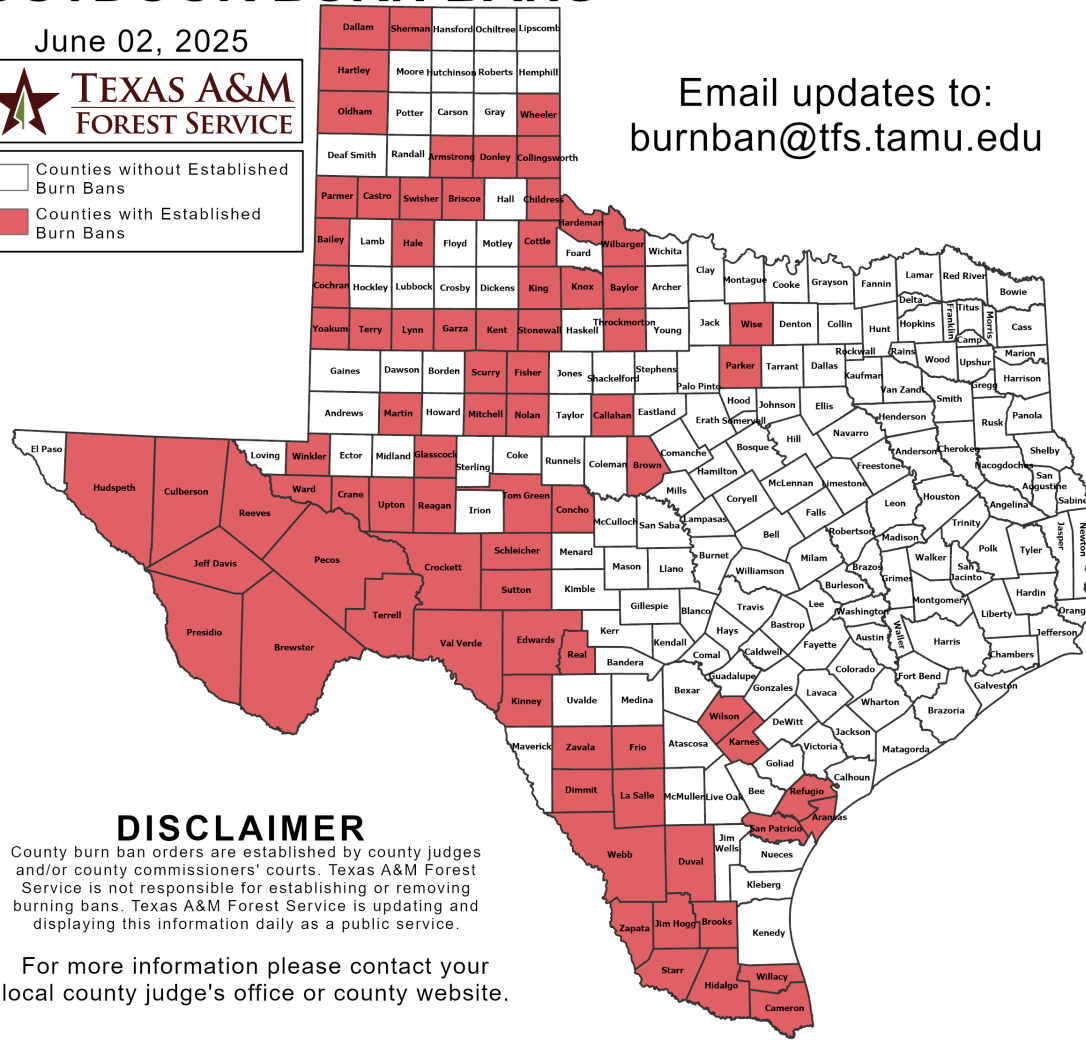 June 02, 2025
TEXAS A&M
FOREST SERVICE
Counties without Established
Burn Bans
Counties with Established
Burn Bans
Email updates to:
burnban@tfs.tamu.edu
Dallam Sherman Hansford Ochiltree Lipscomb
Hartley Moore Hutchinson Roberts Hemphill
Oldham Potter Carson Gray Wheeler
Deaf Smith Randall Armstrong Donley Collingsworth
Parmer Castro Swisher Briscoe Hall Childress
Hardeman
Bailey Lamb Hale Floyd Motley Cottle Foard Wilbarger Wichita
Clay Montague Cooke Grayson Fannin Lamar Red River Bowie
Cochran Hockley Lubbock Crosby Dickens King Knox Baylor Archer
Delta Franklin Titus Morris Cass
Yoakum Terry Lynn Garza Kent Stonewall Haskell Throckmorton Young Jack Wise Denton Collin Hunt Hopkins Camp
Rockwall Rains Wood Upshur Marion
Gaines Dawson Borden Scurry Fisher Jones Shackelford Stephens Palo Pinto Parker Tarrant Dallas Kaufman Van Zandt Gregg Harrison
Smith
Andrews Martin Howard Mitchell Nolan Taylor Callahan Eastland Erath Hood Somervell Johnson Ellis Henderson Rusk Panola
El Paso Loving Winkler Ector Midland Glasscock Sterling Coke Runnels Coleman Brown Comanche Bosque Hill Navarro Anderson Cherokee Shelby
Hamilton Freestone Nacogdoches
San
Augustine
Sabine
Hudspeth Culberson Reeves Ward Crane Upton Reagan Irion Tom Green Concho Mills Coryell McLennan Limestone Leon Houston Angelina
McCulloch San Saba Lampasas Bell Falls Robertson Madison Trinity
Jasper Newton
Jeff Davis Pecos Crockett Schleicher Menard Mason Llano Burnet Williamson Milam Brazos Grimes Walker San
Jacinto
Polk Tyler
Sutton Kimble Burleson Montgomery Liberty Hardin
Presidio Brewster Terrell Val Verde Edwards Real Kerr Gillespie Blanco Travis Bastrop Lee Washington Waller Orang
Hays Fayette Austin Harris Jefferson
Bandera Kendall Comal Caldwell Colorado Chambers
Guadalupe Fort Bend Galveston
Kinney Uvalde Medina Bexar Gonzales Lavaca Wharton Brazoria
Wilson DeWitt Jackson
Maverick Zavala Frio Atascosa Karnes Victoria Matagorda
Goliad Calhoun
Dimmit La Salle McMullen Live Oak Bee Refugio
Aransas
San Patricio
Webb Duval Jim
Wells
Nueces
Kleberg
Zapata Jim Hogg Brooks Kenedy
Starr Hidalgo Willacy
Cameron
DISCLAIMER
County burn ban orders are established by county judges
and/or county commissioners' courts. Texas A&M Forest
Service is not responsible for establishing or removing
burning bans. Texas A&M Forest Service is updating and
displaying this information daily as a public service.
For more information please contact your
local county judge's office or county website.